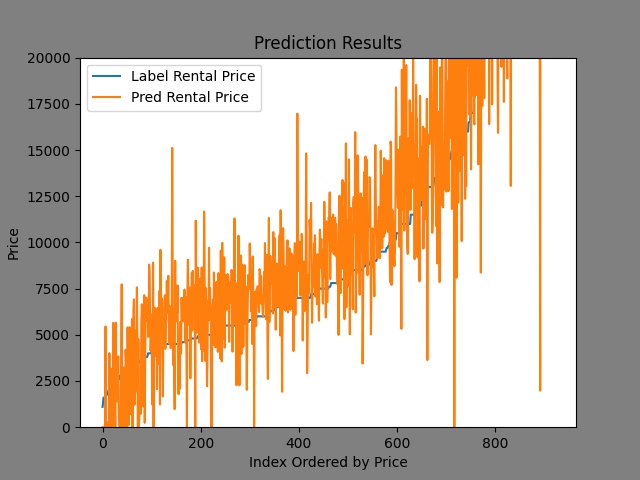 Prediction Results
20000
17500
15000
12500
10000
7500
5000
2500
0
Price
Label Rental Price
Pred Rental Price
0 200 400 600 800
Index Ordered by Price